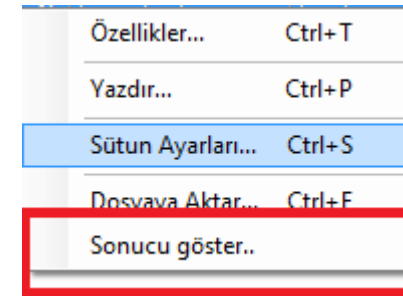 Özellikler... Ctrl+T
Yazdır... Ctrl+P
Sütun Ayarları... Ctrl+S
Dosyaya Aktar... Ctrl+F
Sonucu göster..